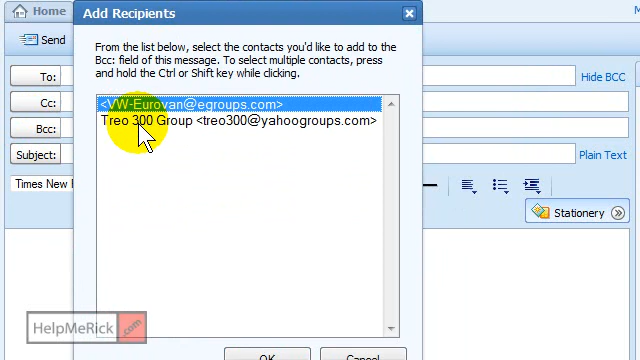 Home
Add Recipients
Send
From the list below, select the contacts you'd like to add to the
Bcc: field of this message. To select multiple contacts, press
and hold the Ctrl or Shift key while clicking.
To:
Hide BCC
<VW-Eurovan@egroups.com>
Cc:
Treo 300 Group <treo300@yahoogroups.com>
Bcc:
Subject:
Plain Text
Times New
Stationery
HelpMeRick.com
OK
Cancel